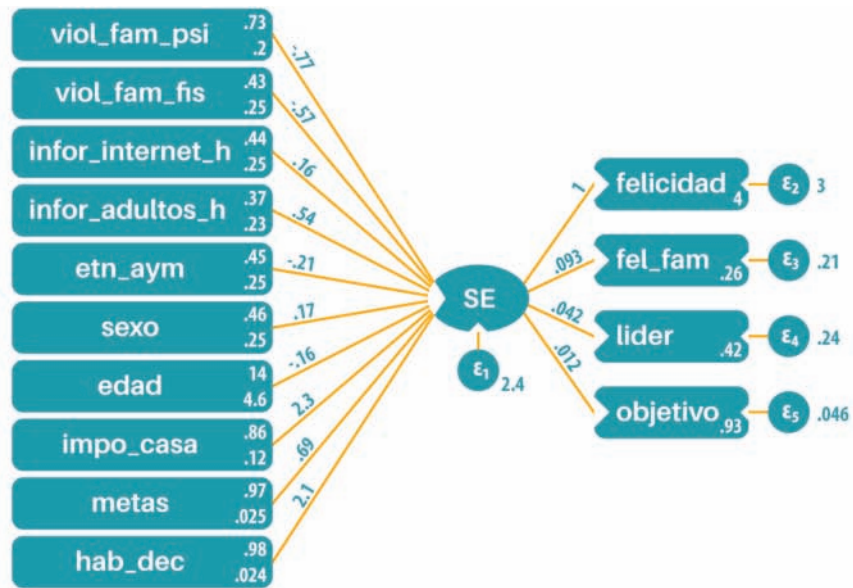 viol_fam_psi .73 .2 -.77
viol_fam_fis .43 .25 -.57
infor_internet_h .44 .25 .16
infor_adultos_h .37 .23 .54
etn_aym .45 .25 -.21
sexo .46 .25 .17
edad 14 4.6 -.16
impo_casa .86 .12 2.3
metas .97 .025 .69
hab_dec .98 .024 2.1
SE
ε1 2.4
1 felicidad 4 ε2 3
.093 fel_fam .26 ε3 .21
.042 lider .42 ε4 .24
.012 objetivo .93 ε5 .046